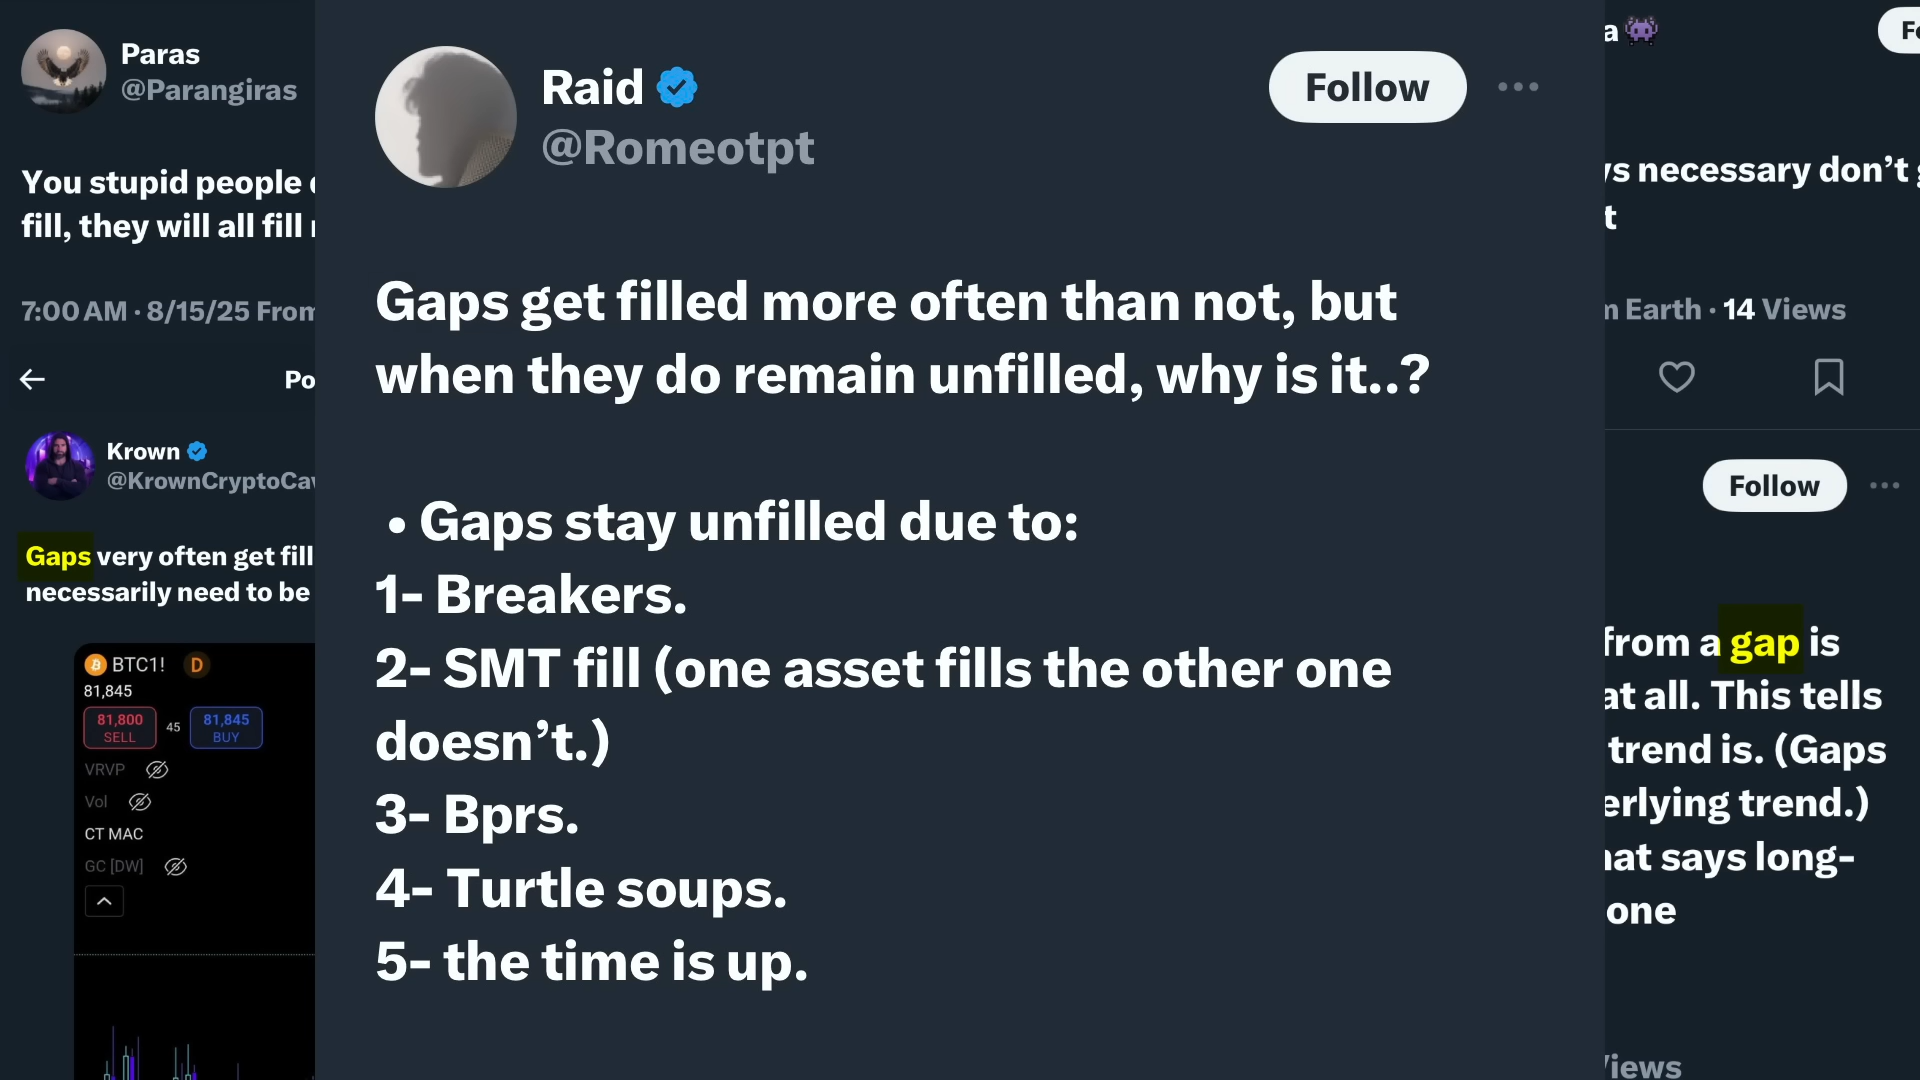 Paras
@Parangiras
You stupid people
fill, they will all fill
7:00 AM · 8/15/25 From
Po
Krown
@KrownCryptoCav
Gaps very often get fill
necessarily need to be
BTC1! D
81,845
81,800
SELL
45
81,845
BUY
VRVP
Vol
CT MAC
GC [DW]
Raid
@Romeotpt
Follow
Gaps get filled more often than not, but
when they do remain unfilled, why is it..?
• Gaps stay unfilled due to:
1- Breakers.
2- SMT fill (one asset fills the other one
doesn’t.)
3- Bprs.
4- Turtle soups.
5- the time is up.
a
Fo
ys necessary don’t g
t
n Earth · 14 Views
Follow
from a gap is
at all. This tells
trend is. (Gaps
erlying trend.)
hat says long-
one
Views